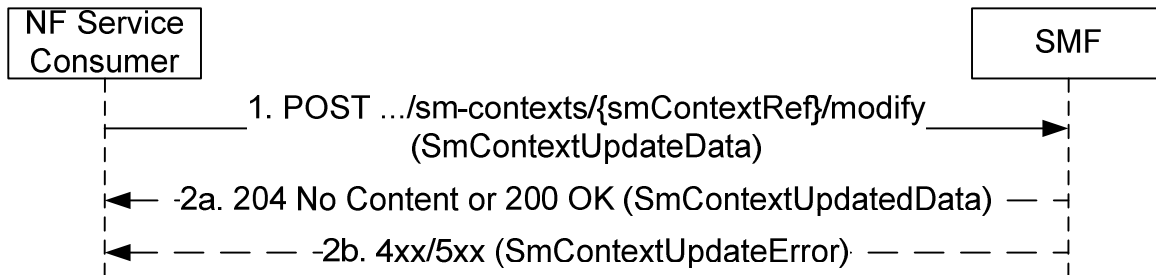 NF Service
Consumer
SMF
1. POST …/sm-contexts/{smContextRef}/modify
(SmContextUpdateData)
2a. 204 No Content or 200 OK (SmContextUpdatedData)
2b. 4xx/5xx (SmContextUpdateError)